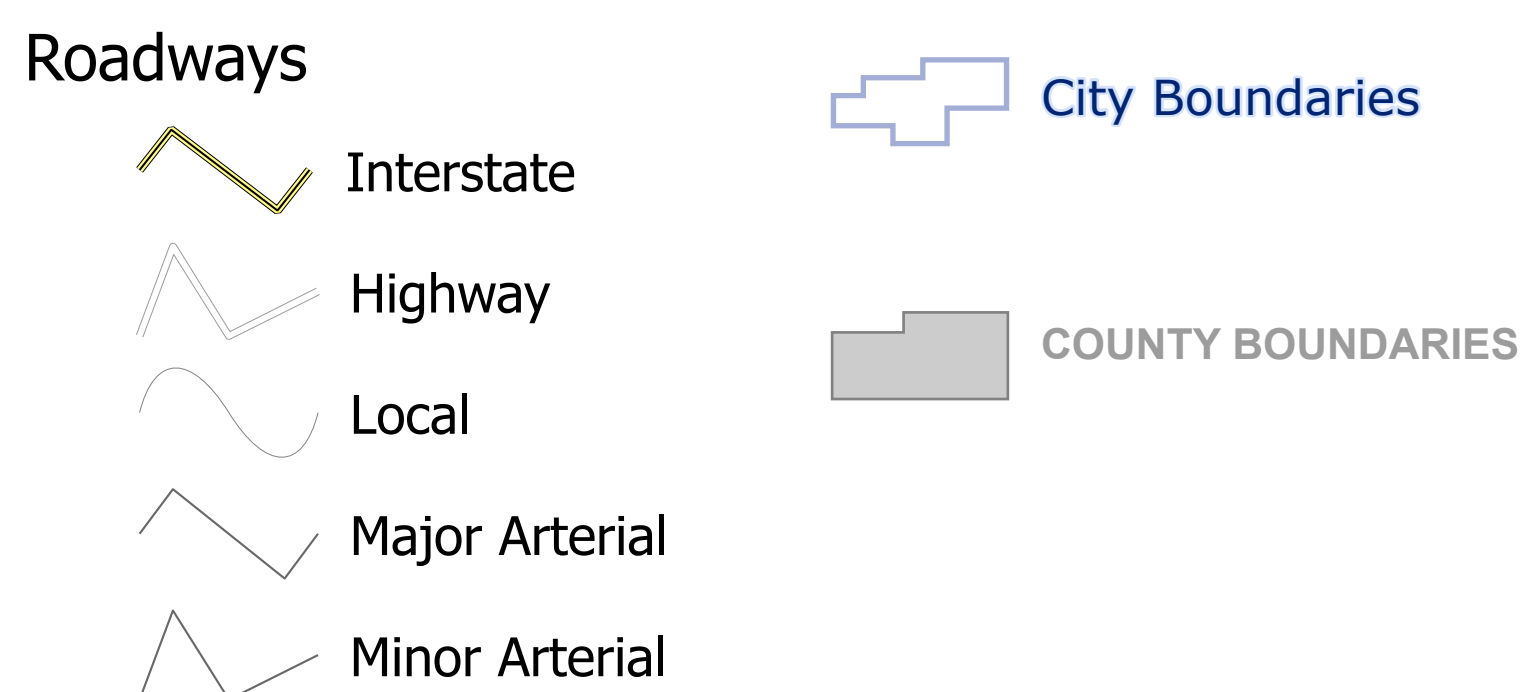 Roadways
Interstate
Highway
Local
Major Arterial
Minor Arterial
City Boundaries
COUNTY BOUNDARIES